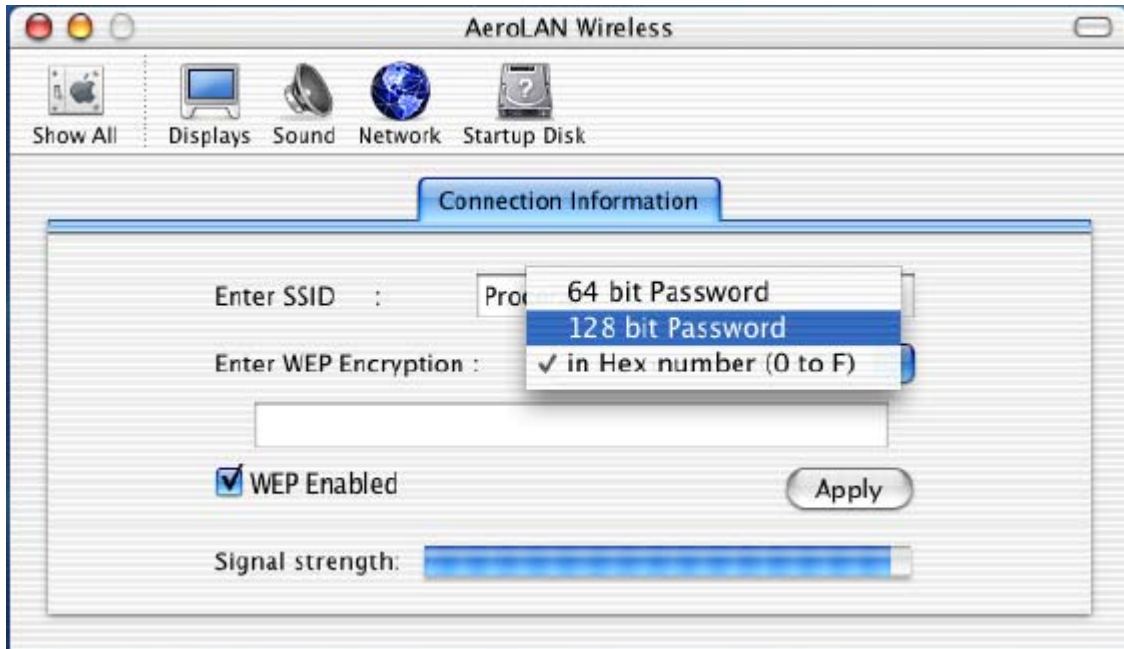 AeroLAN Wireless
Show All Displays Sound Network Startup Disk
Connection Information
Enter SSID :
64 bit Password
Enter WEP Encryption :
128 bit Password
✓ in Hex number (0 to F)
WEP Enabled
Apply
Signal strength: